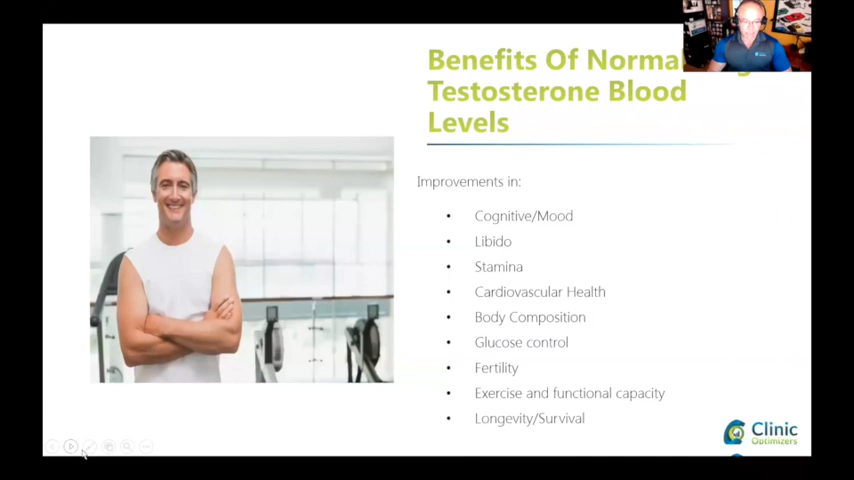 Benefits Of Norma
Testosterone Blood
Levels
Improvements in:
• Cognitive/Mood
• Libido
• Stamina
• Cardiovascular Health
• Body Composition
• Glucose control
• Fertility
• Exercise and functional capacity
• Longevity/Survival
Clinic
Optimizers